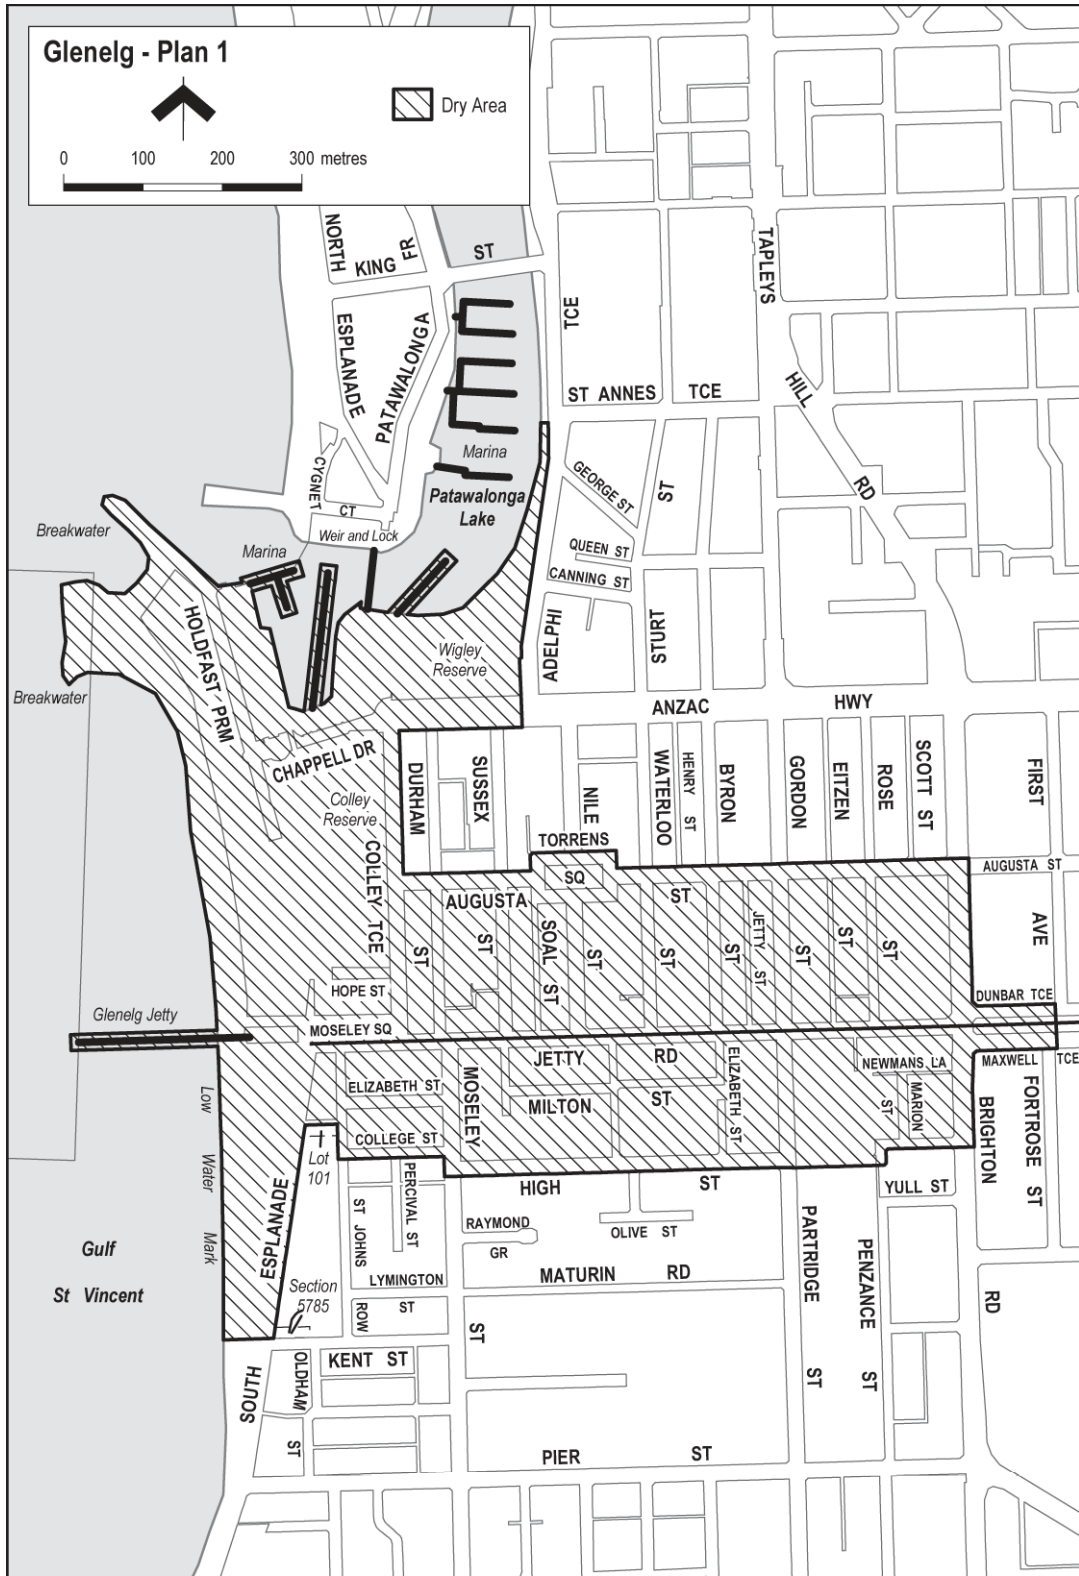 Glenelg - Plan 1
Dry Area
0 100 200 300 metres
NORTH
KING
FR
ST
TAPLEYS
TCE
ESPLANADE
PATAWALONGA
ST ANNES TCE
HILL
RD
Marina
Patawalonga
Lake
CYGNET
CT
GEORGE ST
ST
Breakwater
Weir and Lock
Marina
QUEEN ST
CANNING ST
HOLDFAST PRM
ADELPHI
STURT
Wigley
Reserve
Breakwater
ANZAC HWY
CHAPPELL DR
Colley
Reserve
DURHAM
SUSSEX
NILE
WATERLOO
HENRY ST
BYRON
GORDON
EITZEN
ROSE
SCOTT ST
FIRST
TORRENS
SQ
COLLEY TCE
AUGUSTA ST
AUGUSTA ST
AVE
ST
ST
SOAL ST
ST
ST
ST
JETTY ST
ST
ST
ST
HOPE ST
DUNBAR TCE
Glenelg Jetty
MOSELEY SQ
JETTY RD
NEWMANS LA
MAXWELL TCE
ELIZABETH ST
MOSELEY
MILTON ST
ELIZABETH ST
ST
MARION
BRIGHTON
FORTROSE ST
Low Water Mark
COLLEGE ST
Lot
101
PERCIVAL ST
HIGH ST
YULL ST
ESPLANADE
ST JOHNS
RAYMOND
GR
OLIVE ST
PARTRIDGE
PENZANCE
Gulf
St Vincent
LYMINGTON
ST
MATURIN RD
Section
5785
ROW
RD
ST
KENT ST
OLDHAM
ST
SOUTH
ST
ST
PIER ST